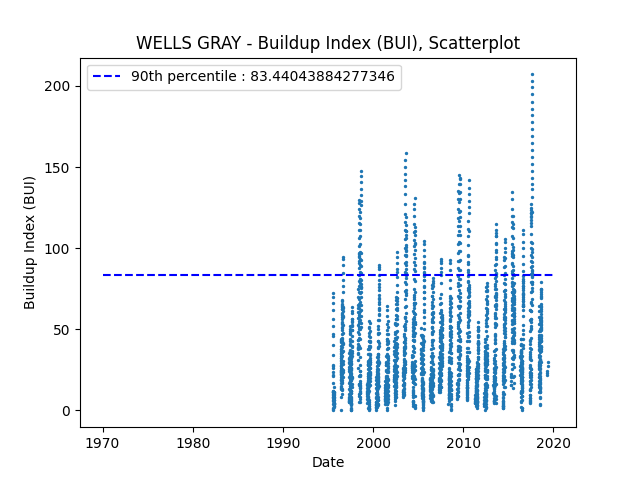 WELLS GRAY - Buildup Index (BUI), Scatterplot
90th percentile : 83.44043884277346
200
150
100
50
0
Buildup Index (BUI)
1970 1980 1990 2000 2010 2020
Date